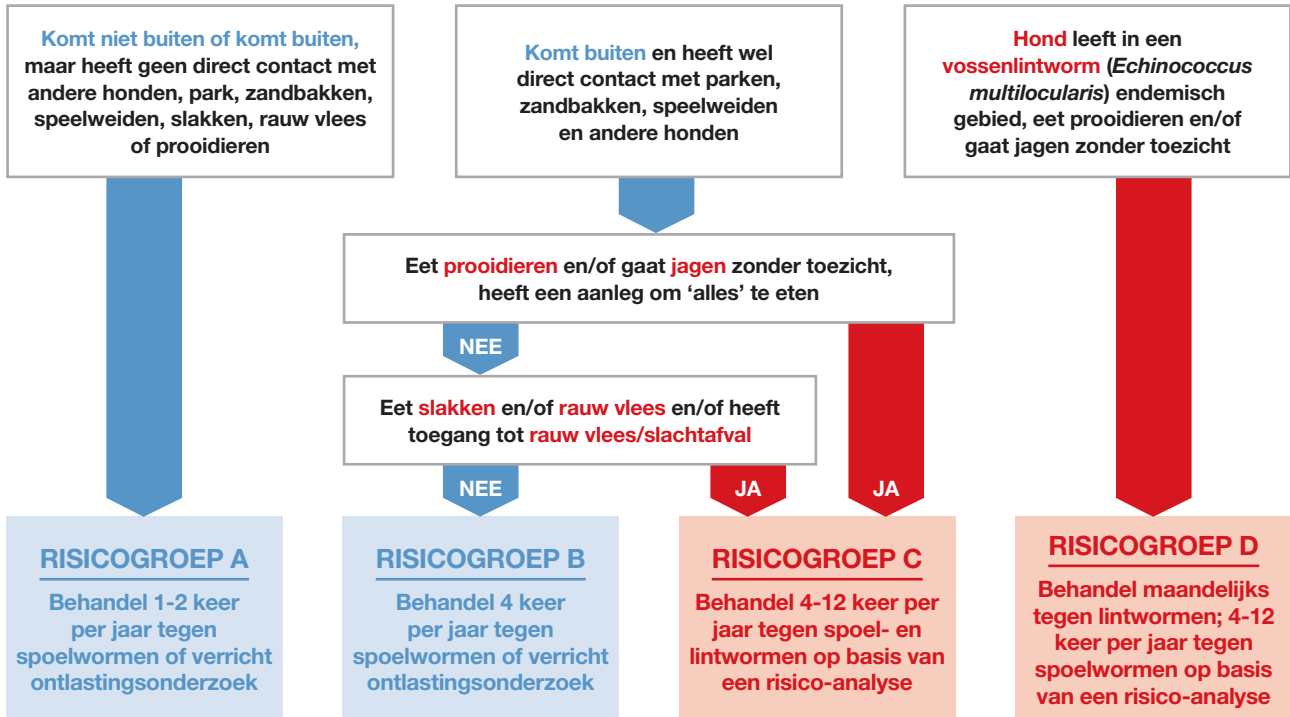 Komt niet buiten of komt buiten,
maar heeft geen direct contact met
andere honden, park, zandbakken,
speelweiden, slakken, rauw vlees
of prooidieren
Komt buiten en heeft wel
direct contact met parken,
zandbakken, speelweiden
en andere honden
Hond leeft in een
vossenlintworm (Echinococcus
multilocularis) endemisch
gebied, eet prooidieren en/of
gaat jagen zonder toezicht
Eet prooidieren en/of gaat jagen zonder toezicht,
heeft een aanleg om ‘alles’ te eten
NEE
Eet slakken en/of rauw vlees en/of heeft
toegang tot rauw vlees/slachtafval
NEE
JA
JA
RISICOGROEP A
Behandel 1-2 keer
per jaar tegen
spoelwormen of verricht
ontlastingsonderzoek
RISICOGROEP B
Behandel 4 keer
per jaar tegen
spoelwormen of verricht
ontlastingsonderzoek
RISICOGROEP C
Behandel 4-12 keer per
jaar tegen spoel- en
lintwormen op basis van
een risico-analyse
RISICOGROEP D
Behandel maandelijks
tegen lintwormen; 4-12
keer per jaar tegen
spoelwormen op basis
van een risico-analyse